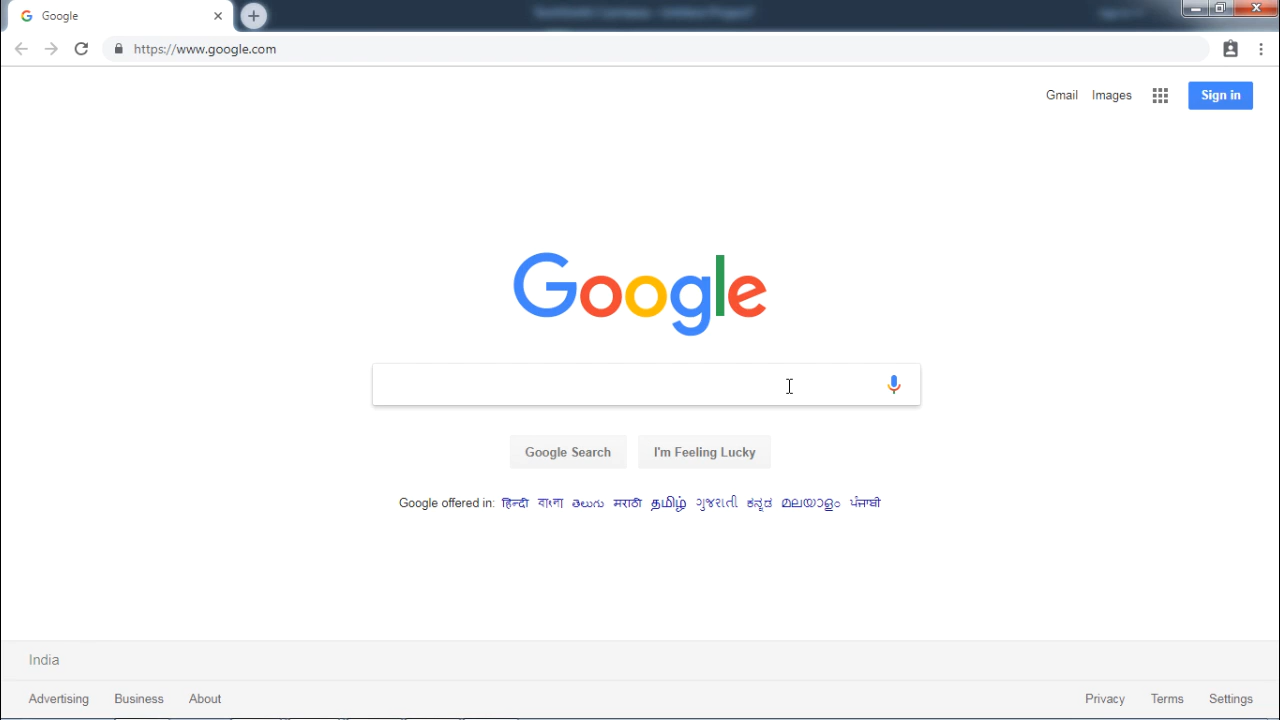 Google
https://www.google.com
Gmail Images Sign in
Google
Google Search I'm Feeling Lucky
Google offered in: हिन्दी বাংলা తెలుగు मराठी தமிழ் ગુજરાતી ಕನ್ನಡ മലയാളം ਪੰਜਾਬੀ
India
Advertising Business About Privacy Terms Settings